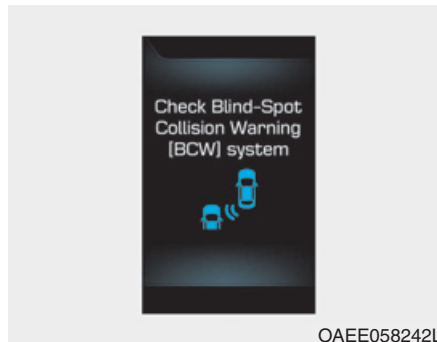 Check Blind-Spot
Collision Warning
(BCW) system
OAEE058242L